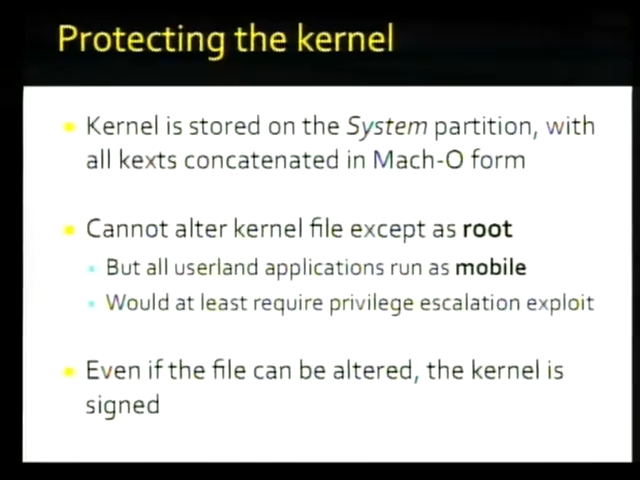 Protecting the kernel
Kernel is stored on the System partition, with
all kexts concatenated in Mach-O form
Cannot alter kernel file except as root
But all userland applications run as mobile
Would at least require privilege escalation exploit
Even if the file can be altered, the kernel is
signed